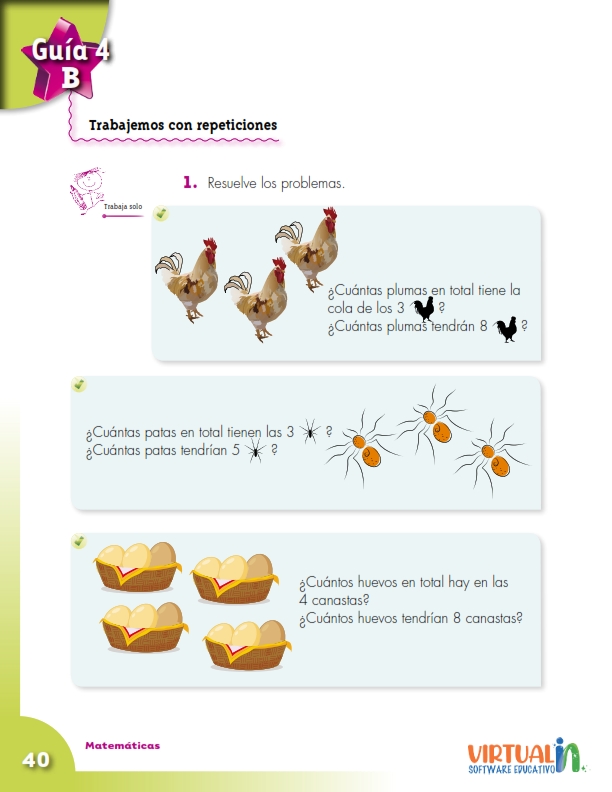 Guía 4
B
Trabajemos con repeticiones
Trabaja solo
1. Resuelve los problemas.
¿Cuántas plumas en total tiene la
cola de los 3 ?
¿Cuántas plumas tendrán 8 ?
¿Cuántas patas en total tienen las 3 ?
¿Cuántas patas tendrían 5 ?
¿Cuántos huevos en total hay en las
4 canastas?
¿Cuántos huevos tendrían 8 canastas?
Matemáticas
40
VIRTUALIN
SOFTWARE EDUCATIVO